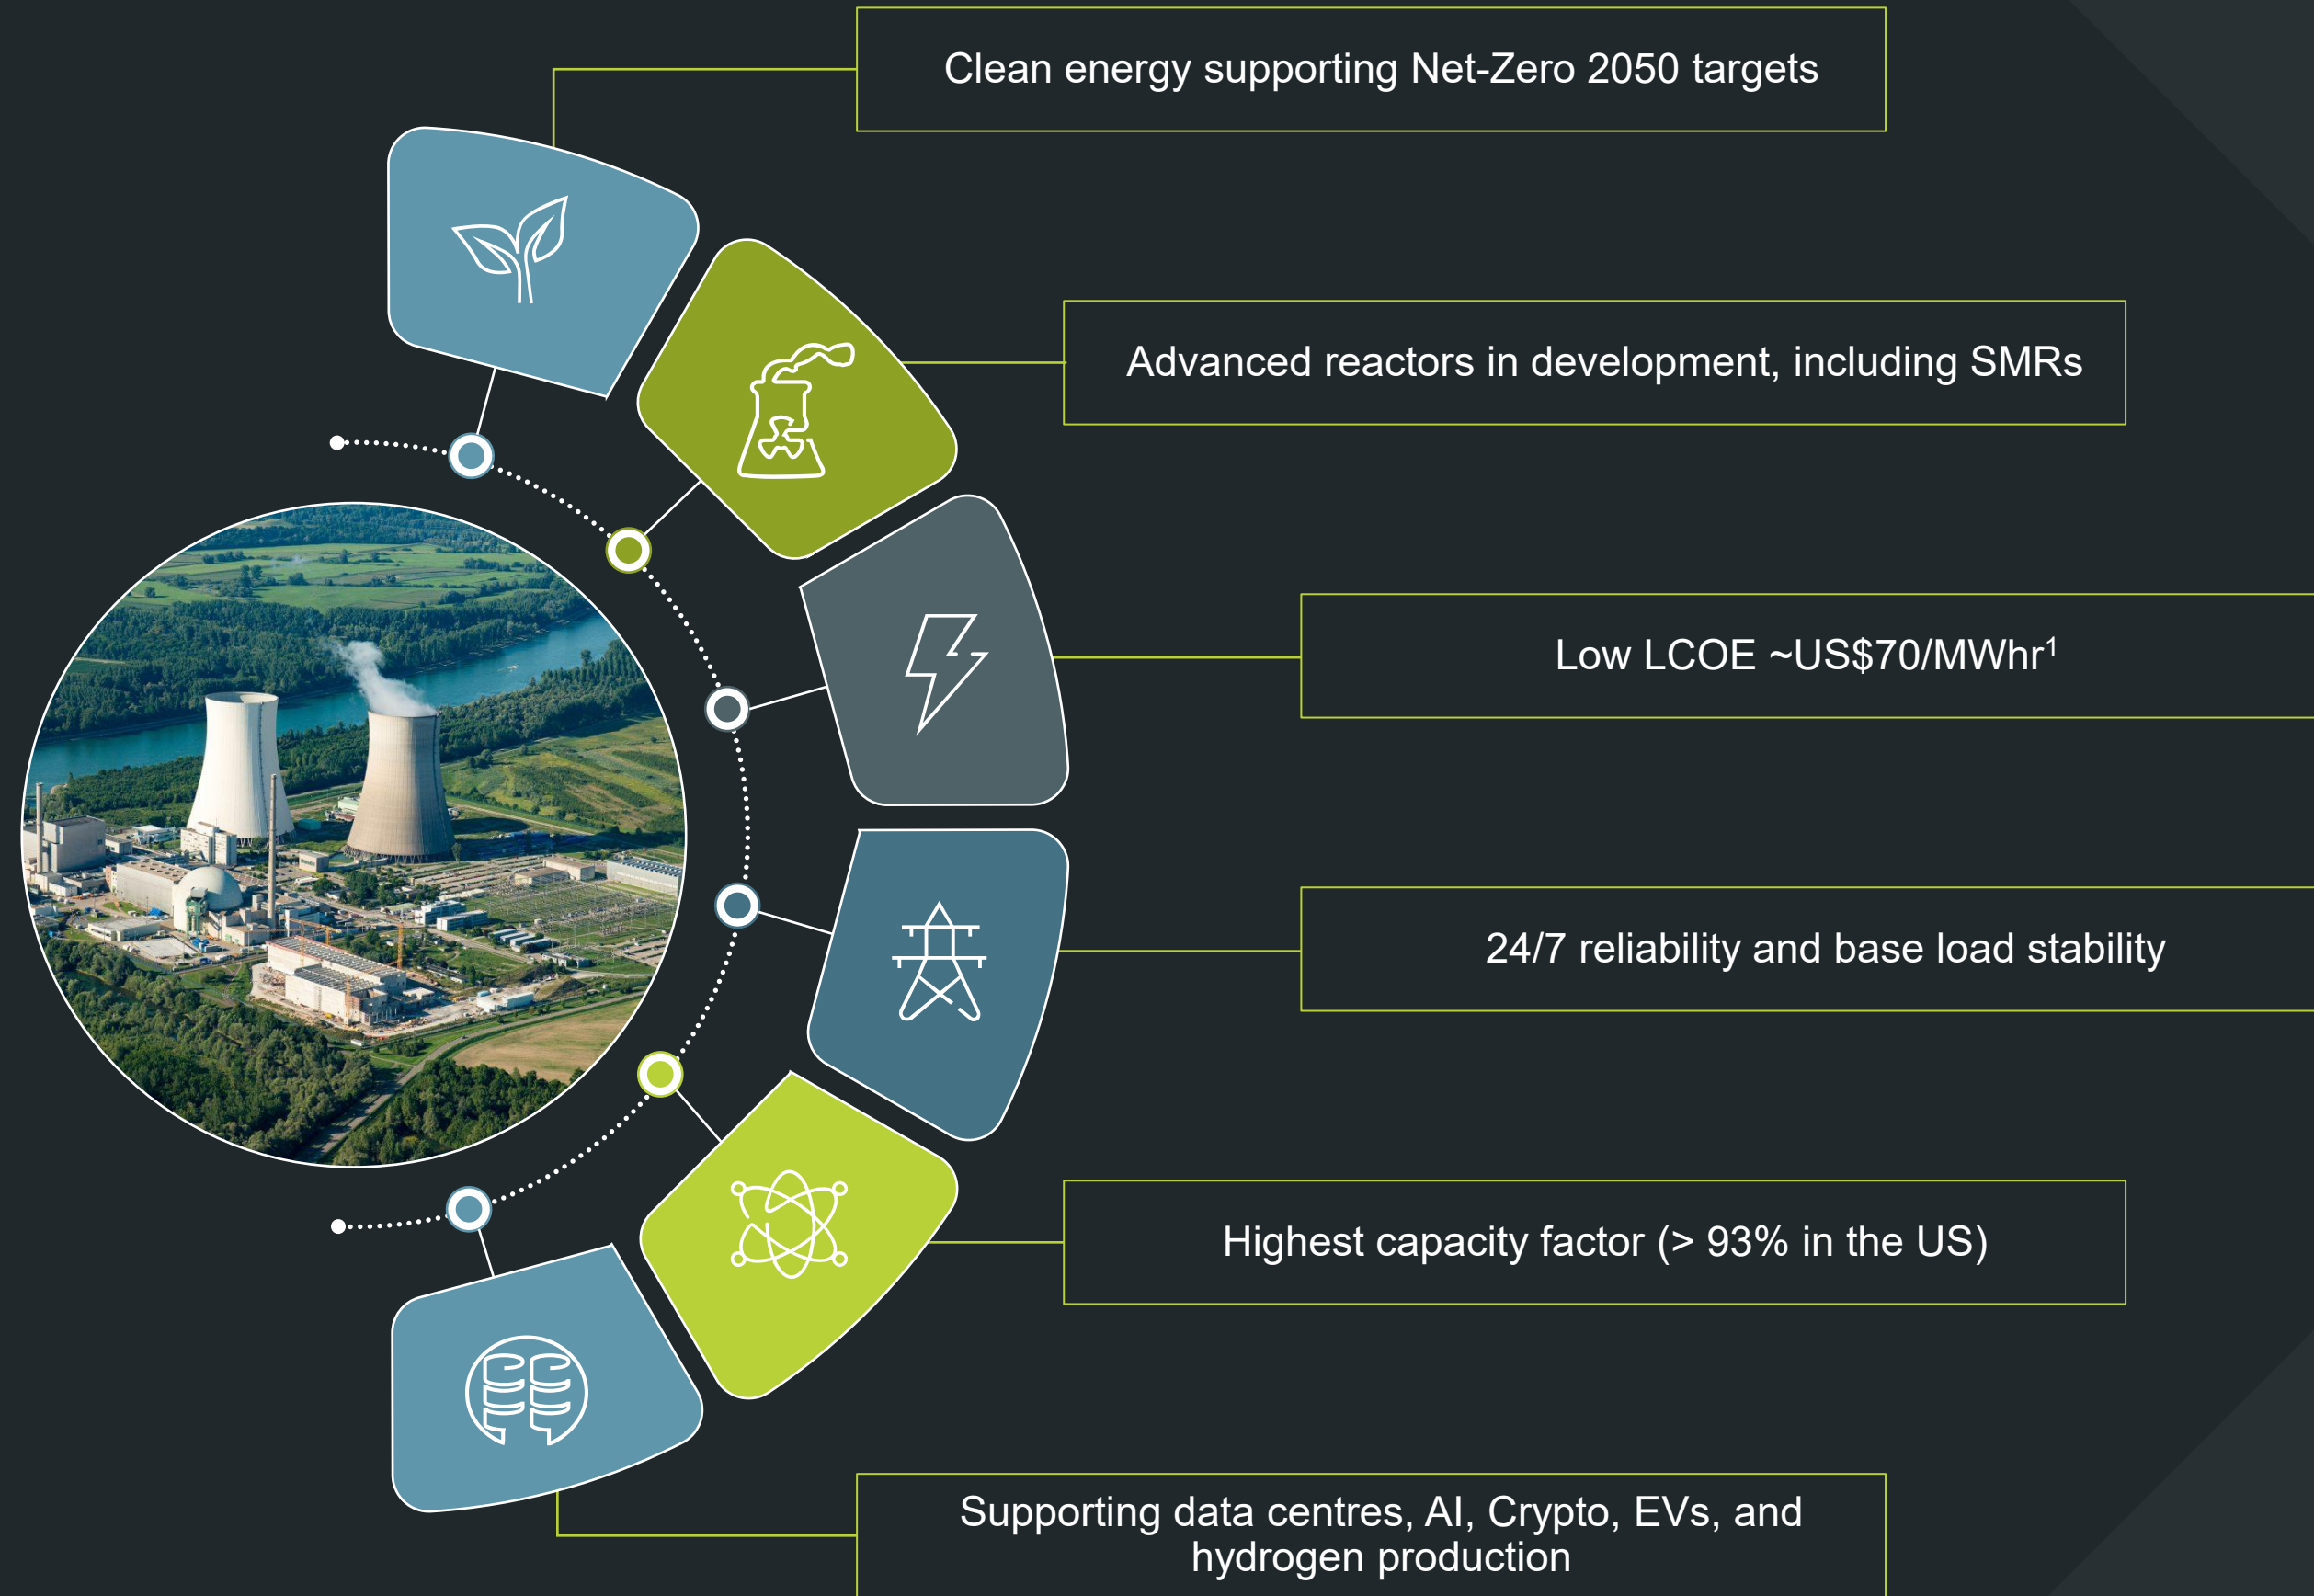 Clean energy supporting Net-Zero 2050 targets
Advanced reactors in development, including SMRs
Low LCOE ~US$70/MWhr¹
24/7 reliability and base load stability
Highest capacity factor (> 93% in the US)
Supporting data centres, AI, Crypto, EVs, and
hydrogen production